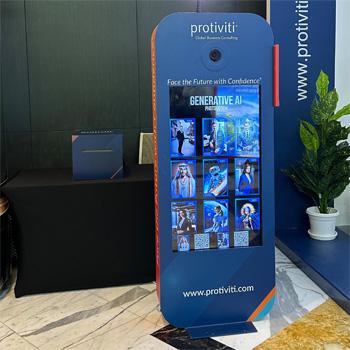 protiviti®
Global Business Consulting
Face the Future with Confidence®
GENERATIVE AI
www.protiviti.com
www.protiviti